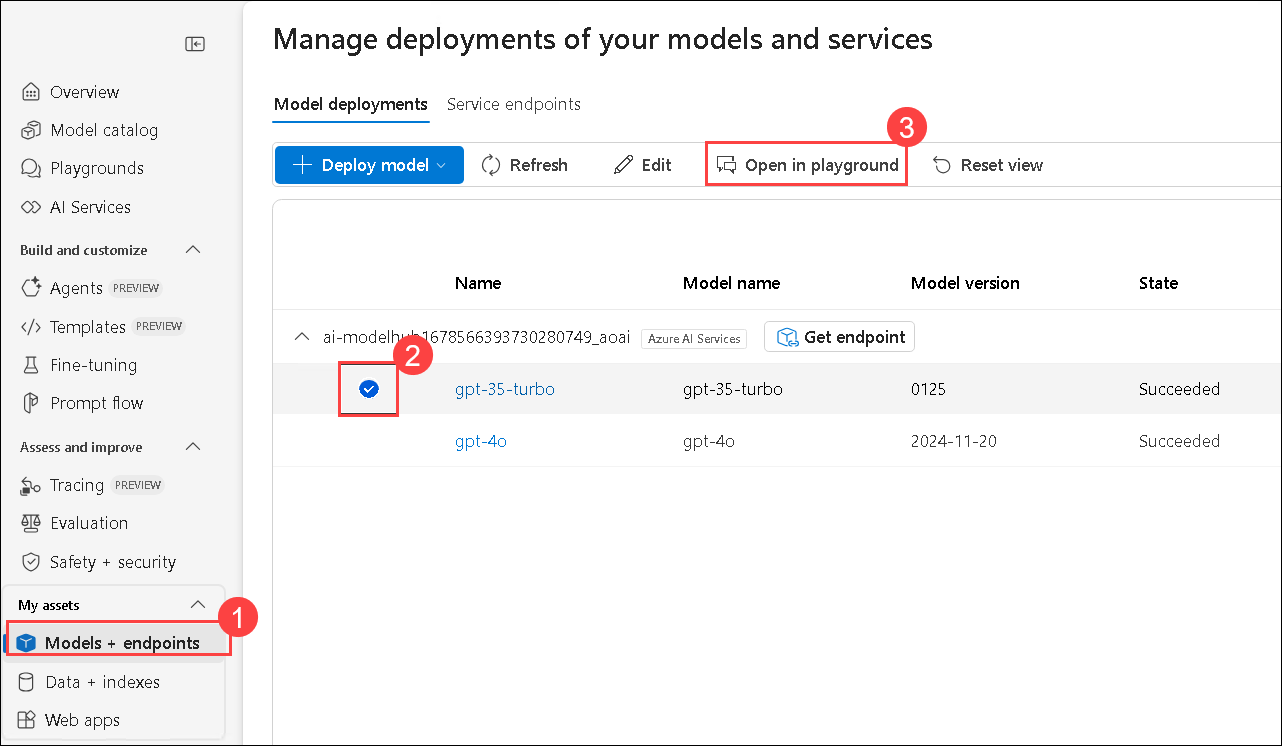 Manage deployments of your models and services
Overview
Model catalog
Playgrounds
AI Services
Build and customize
Agents PREVIEW
Templates PREVIEW
Fine-tuning
Prompt flow
Assess and improve
Tracing PREVIEW
Evaluation
Safety + security
My assets
1
Models + endpoints
Data + indexes
Web apps
Model deployments Service endpoints
3
Deploy model Refresh Edit Open in playground Reset view
Name Model name Model version State
ai-modelhub1678566393730280749_aoai Azure AI Services Get endpoint
2
gpt-35-turbo gpt-35-turbo 0125 Succeeded
gpt-4o gpt-4o 2024-11-20 Succeeded